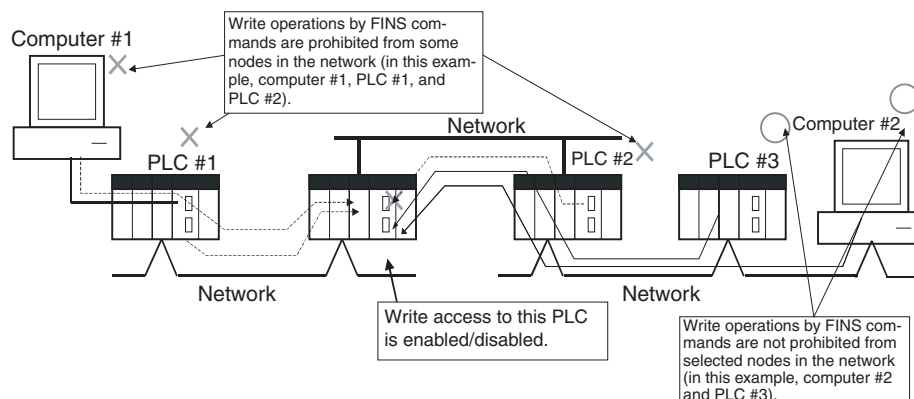 Write operations by FINS com-
mands are prohibited from some
nodes in the network (in this exam-
ple, computer #1, PLC #1, and
PLC #2).
Computer #1
Network
Computer #2
PLC #1
PLC #2
PLC #3
Network
Network
Write access to this PLC
is enabled/disabled.
Write operations by FINS com-
mands are not prohibited from
selected nodes in the network
(in this example, computer #2
and PLC #3).